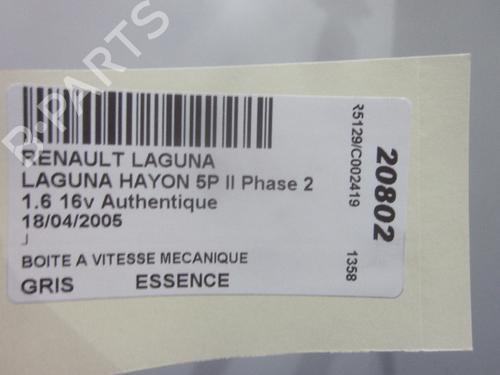 B-PARTS
RENAULT LAGUNA
LAGUNA HAYON 5P II Phase 2
1.6 16v Authentique
18/04/2005
J
BOITE A VITESSE MECANIQUE
GRIS ESSENCE
R5129/C002419
1358
20802